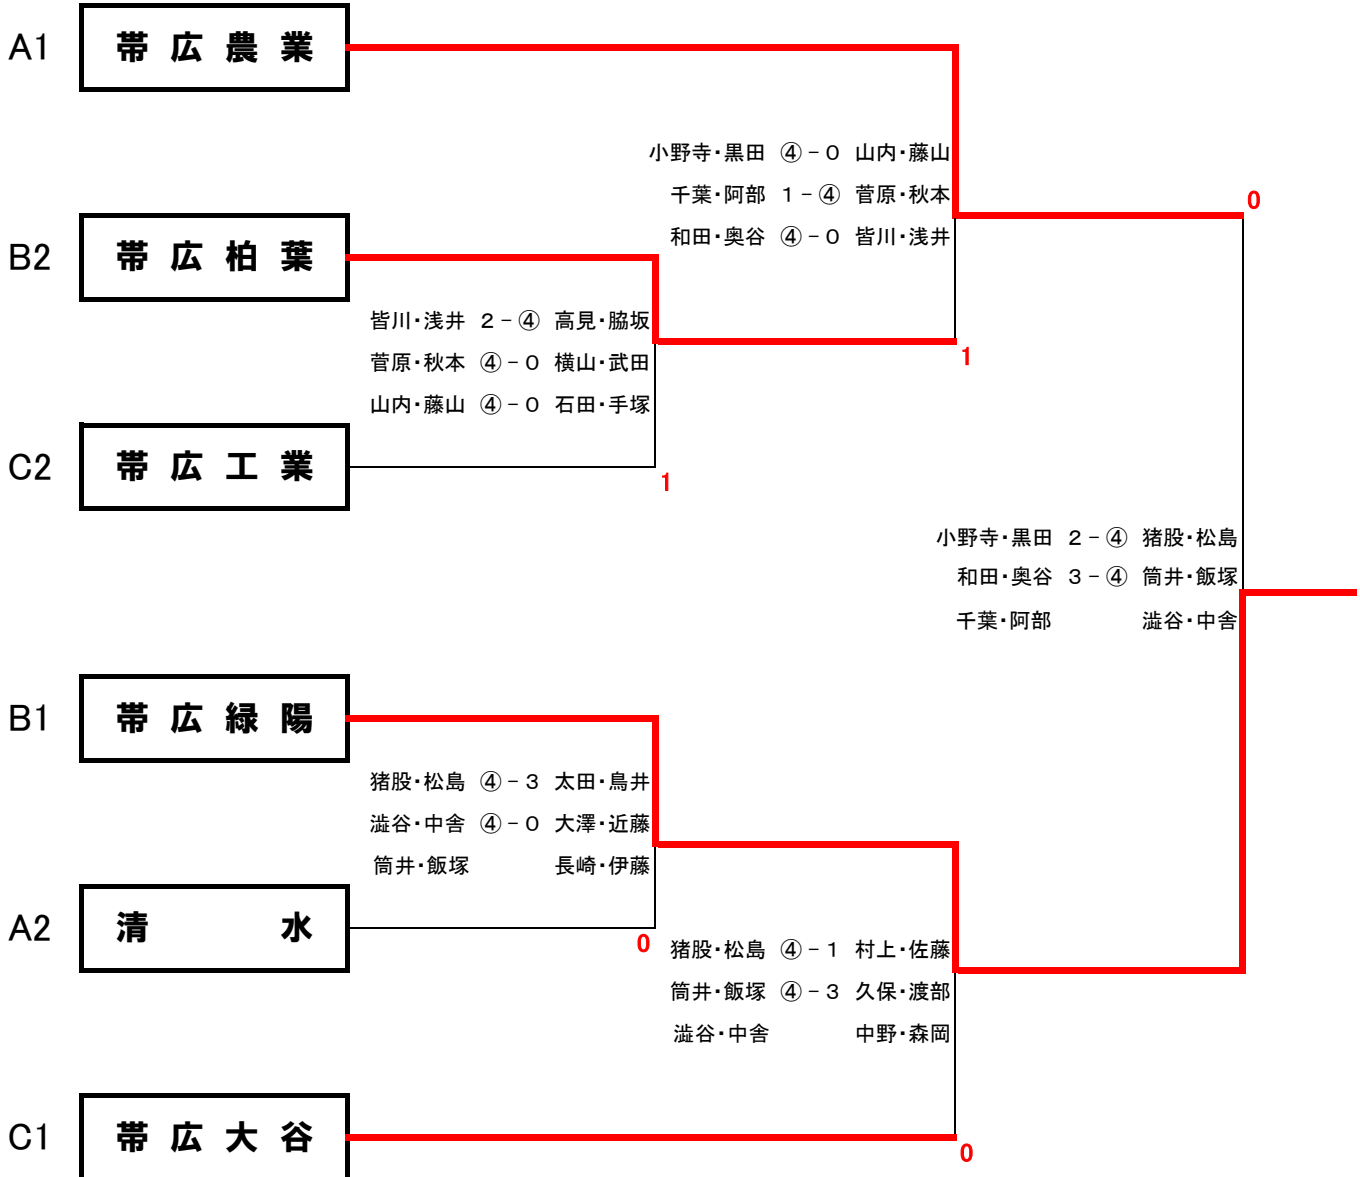 A1 帯広農業
小野寺・黒田 ④-0 山内・藤山
千葉・阿部 1-④ 菅原・秋本
和田・奥谷 ④-0 皆川・浅井
0
B2 帯広柏葉
皆川・浅井 2-④ 高見・脇坂
菅原・秋本 ④-0 横山・武田
山内・藤山 ④-0 石田・手塚
1
C2 帯広工業
1
小野寺・黒田 2-④ 猪股・松島
和田・奥谷 3-④ 筒井・飯塚
千葉・阿部 澁谷・中舎
B1 帯広緑陽
猪股・松島 ④-3 太田・鳥井
澁谷・中舎 ④-0 大澤・近藤
筒井・飯塚 長崎・伊藤
A2 清水
0
猪股・松島 ④-1 村上・佐藤
筒井・飯塚 ④-3 久保・渡部
澁谷・中舎 中野・森岡
C1 帯広大谷
0